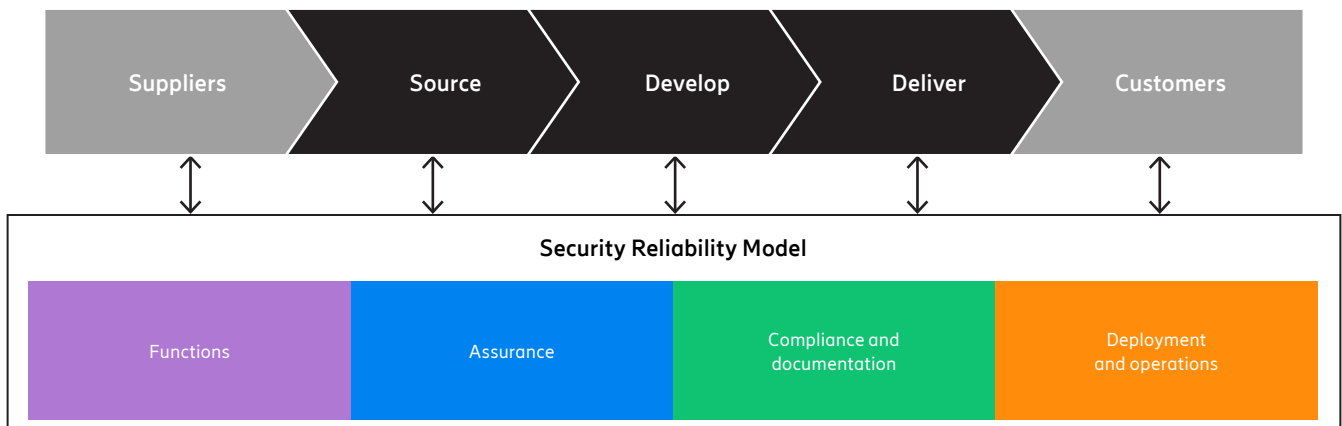 Suppliers
Source
Develop
Deliver
Customers
Security Reliability Model
Functions
Assurance
Compliance and
documentation
Deployment
and operations